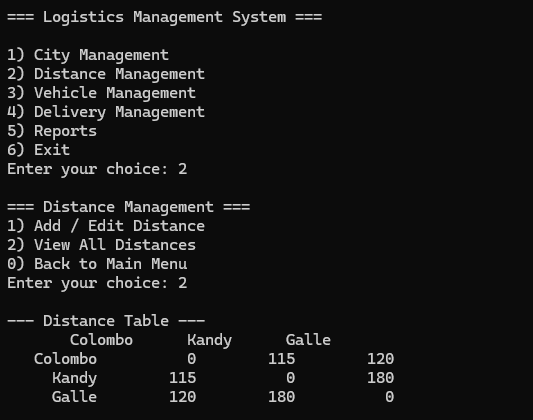 === Logistics Management System ===
1) City Management
2) Distance Management
3) Vehicle Management
4) Delivery Management
5) Reports
6) Exit
Enter your choice: 2
=== Distance Management ===
1) Add / Edit Distance
2) View All Distances
0) Back to Main Menu
Enter your choice: 2
--- Distance Table ---
Colombo Kandy Galle
Colombo 0 115 120
Kandy 115 0 180
Galle 120 180 0